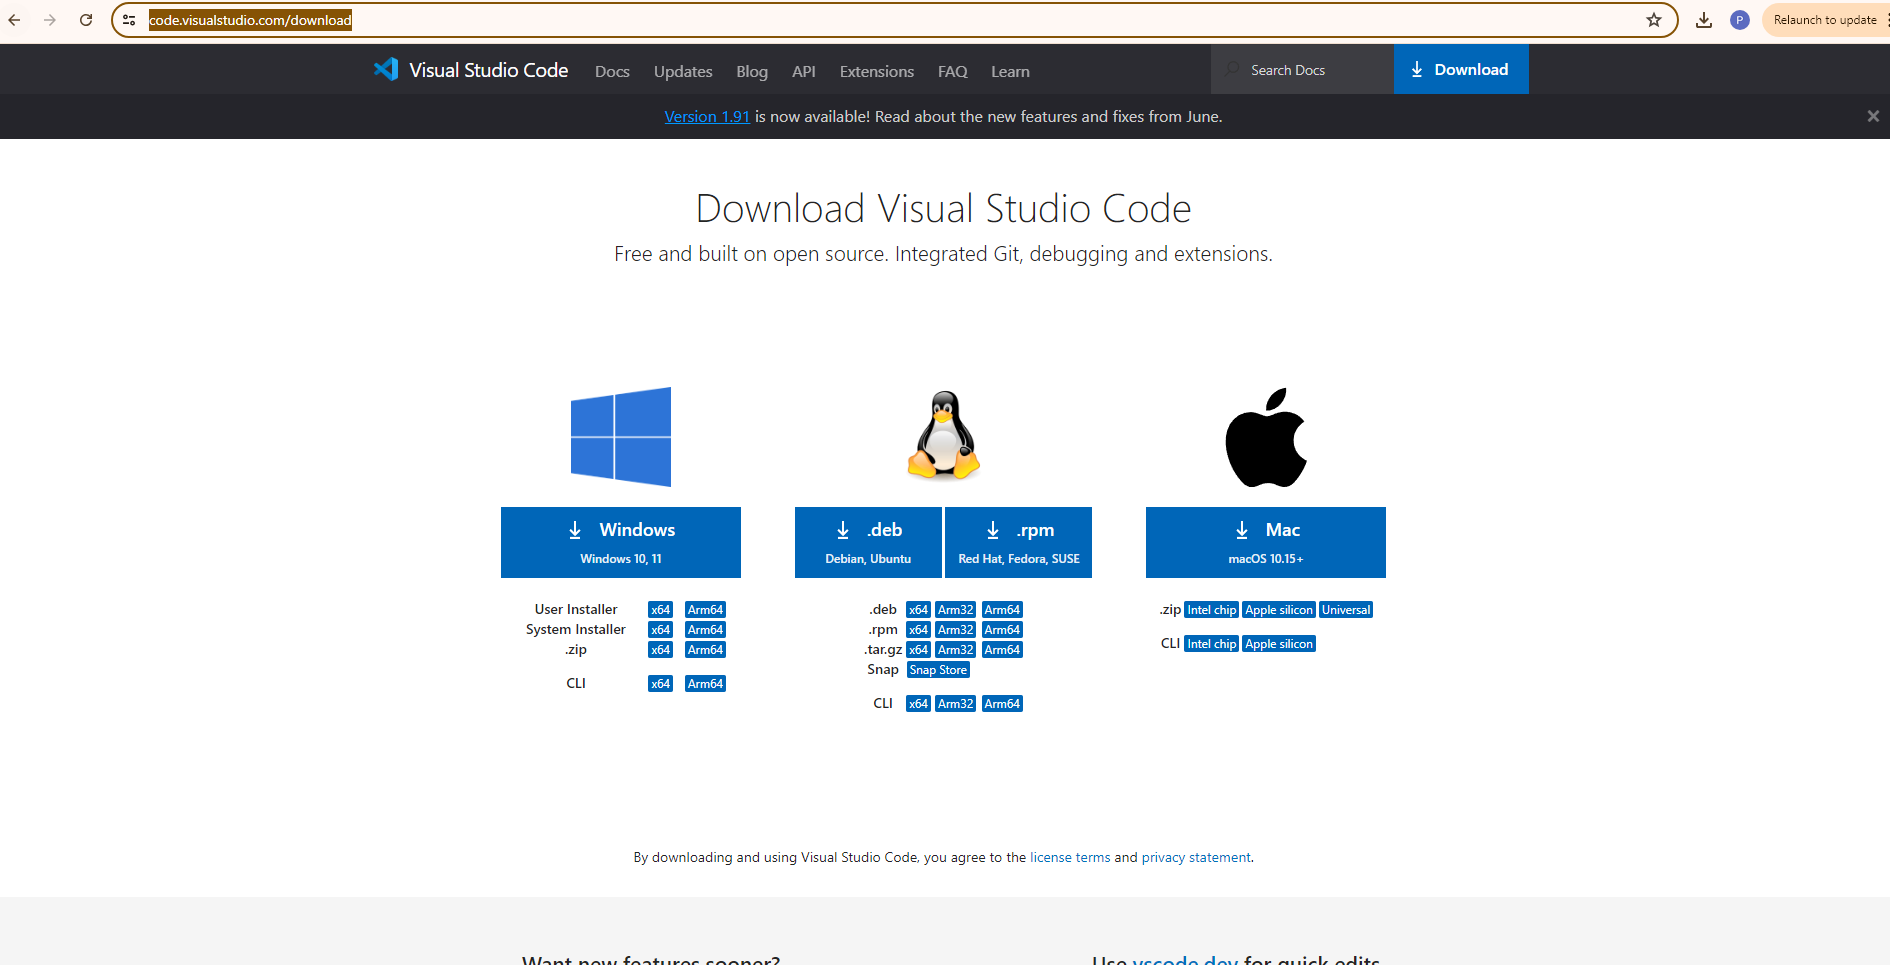 code.visualstudio.com/download
P
Relaunch to update
Visual Studio Code Docs Updates Blog API Extensions FAQ Learn Search Docs Download
Version 1.91 is now available! Read about the new features and fixes from June.
Download Visual Studio Code
Free and built on open source. Integrated Git, debugging and extensions.
Windows
Windows 10, 11
User Installer x64 Arm64
System Installer x64 Arm64
.zip x64 Arm64
CLI x64 Arm64
.deb
Debian, Ubuntu
.rpm
Red Hat, Fedora, SUSE
.deb x64 Arm32 Arm64
.rpm x64 Arm32 Arm64
.tar.gz x64 Arm32 Arm64
Snap Snap Store
CLI x64 Arm32 Arm64
Mac
macOS 10.15+
.zip Intel chip Apple silicon Universal
CLI Intel chip Apple silicon
By downloading and using Visual Studio Code, you agree to the license terms and privacy statement.
Want new features sooner?
Use vscode.dev for quick edits